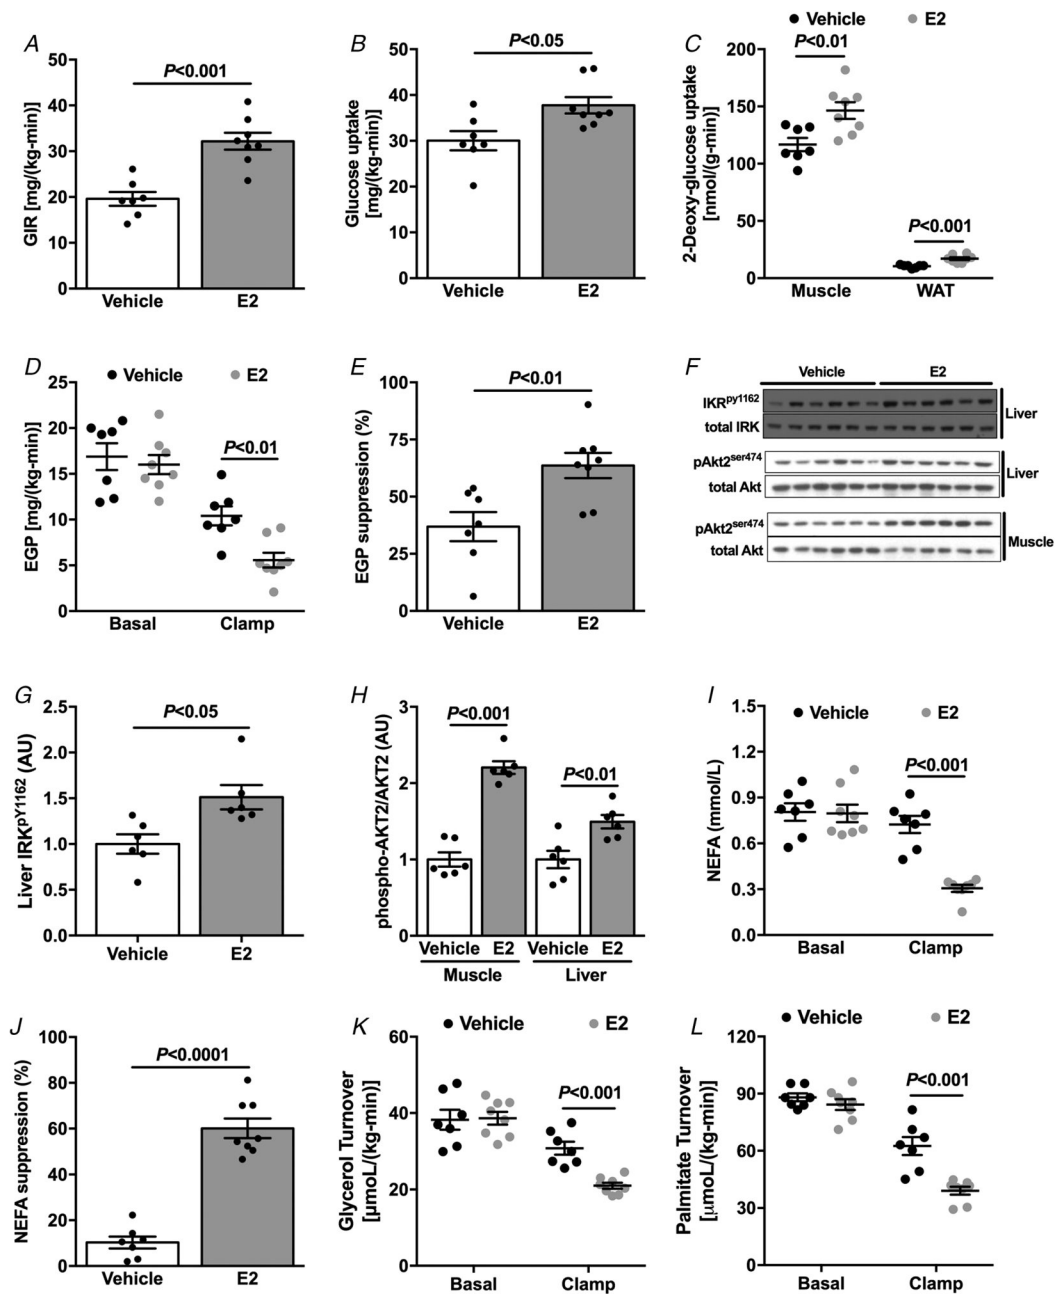 A
GIR
[mg/(kg-min)]
50
40
30
20
10
0
P<0.001
Vehicle
E2
B
Glucose uptake
[mg/(kg-min)]
50
40
30
20
10
0
P<0.05
Vehicle
E2
C
Vehicle
E2
2-Deoxy-glucose uptake
[nmol/(g-min)]
200
150
100
50
0
P<0.01
P<0.001
Muscle
WAT
D
Vehicle
E2
EGP [mg/(kg-min)]
25
20
15
10
5
0
P<0.01
Basal
Clamp
E
EGP suppression (%)
100
75
50
25
0
P<0.01
Vehicle
E2
F
Vehicle
E2
IKRpy1162
total IRK
Liver
pAkt2ser474
total Akt
Liver
pAkt2ser474
total Akt
Muscle
G
Liver IRKpY1162 (AU)
2.5
2.0
1.5
1.0
0.5
0.0
P<0.05
Vehicle
E2
H
phospho-AKT2/AKT2 (AU)
3
2
1
0
P<0.001
P<0.01
Vehicle E2 Vehicle E2
Muscle Liver
I
Vehicle
E2
NEFA (mmol/L)
1.5
1.2
0.9
0.6
0.3
0.0
P<0.001
Basal
Clamp
J
NEFA suppression (%)
100
80
60
40
20
0
P<0.0001
Vehicle
E2
K
Vehicle
E2
Glycerol Turnover
[µmoL/(kg-min)]
60
40
20
0
P<0.001
Basal
Clamp
L
Vehicle
E2
Palmitate Turnover
[µmoL/(kg-min)]
120
90
60
30
0
P<0.001
Basal
Clamp